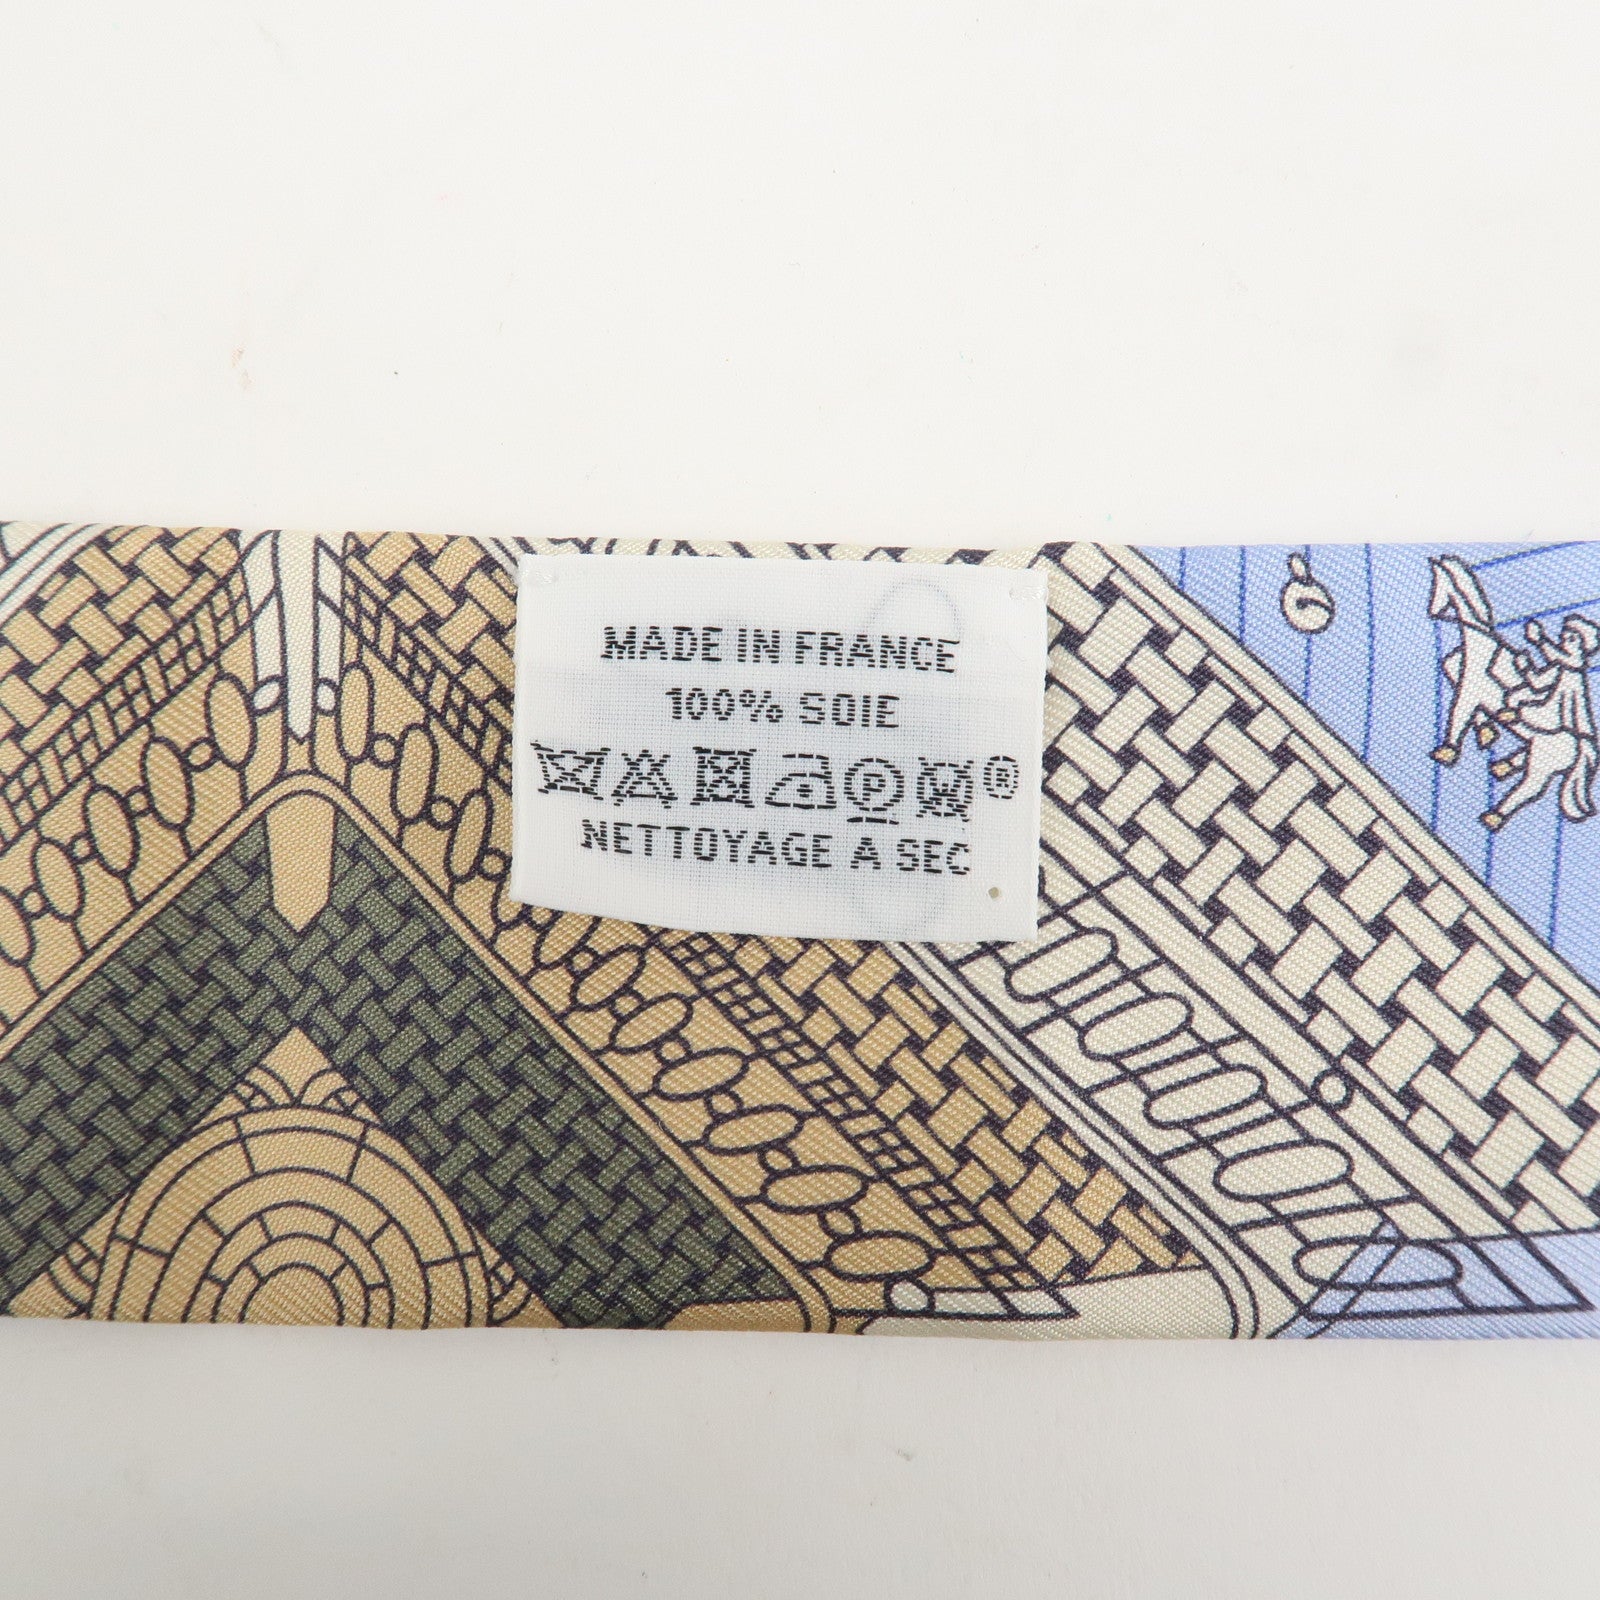 MADE IN FRANCE
100% SOIE
P W ®
NETTOYAGE A SEC